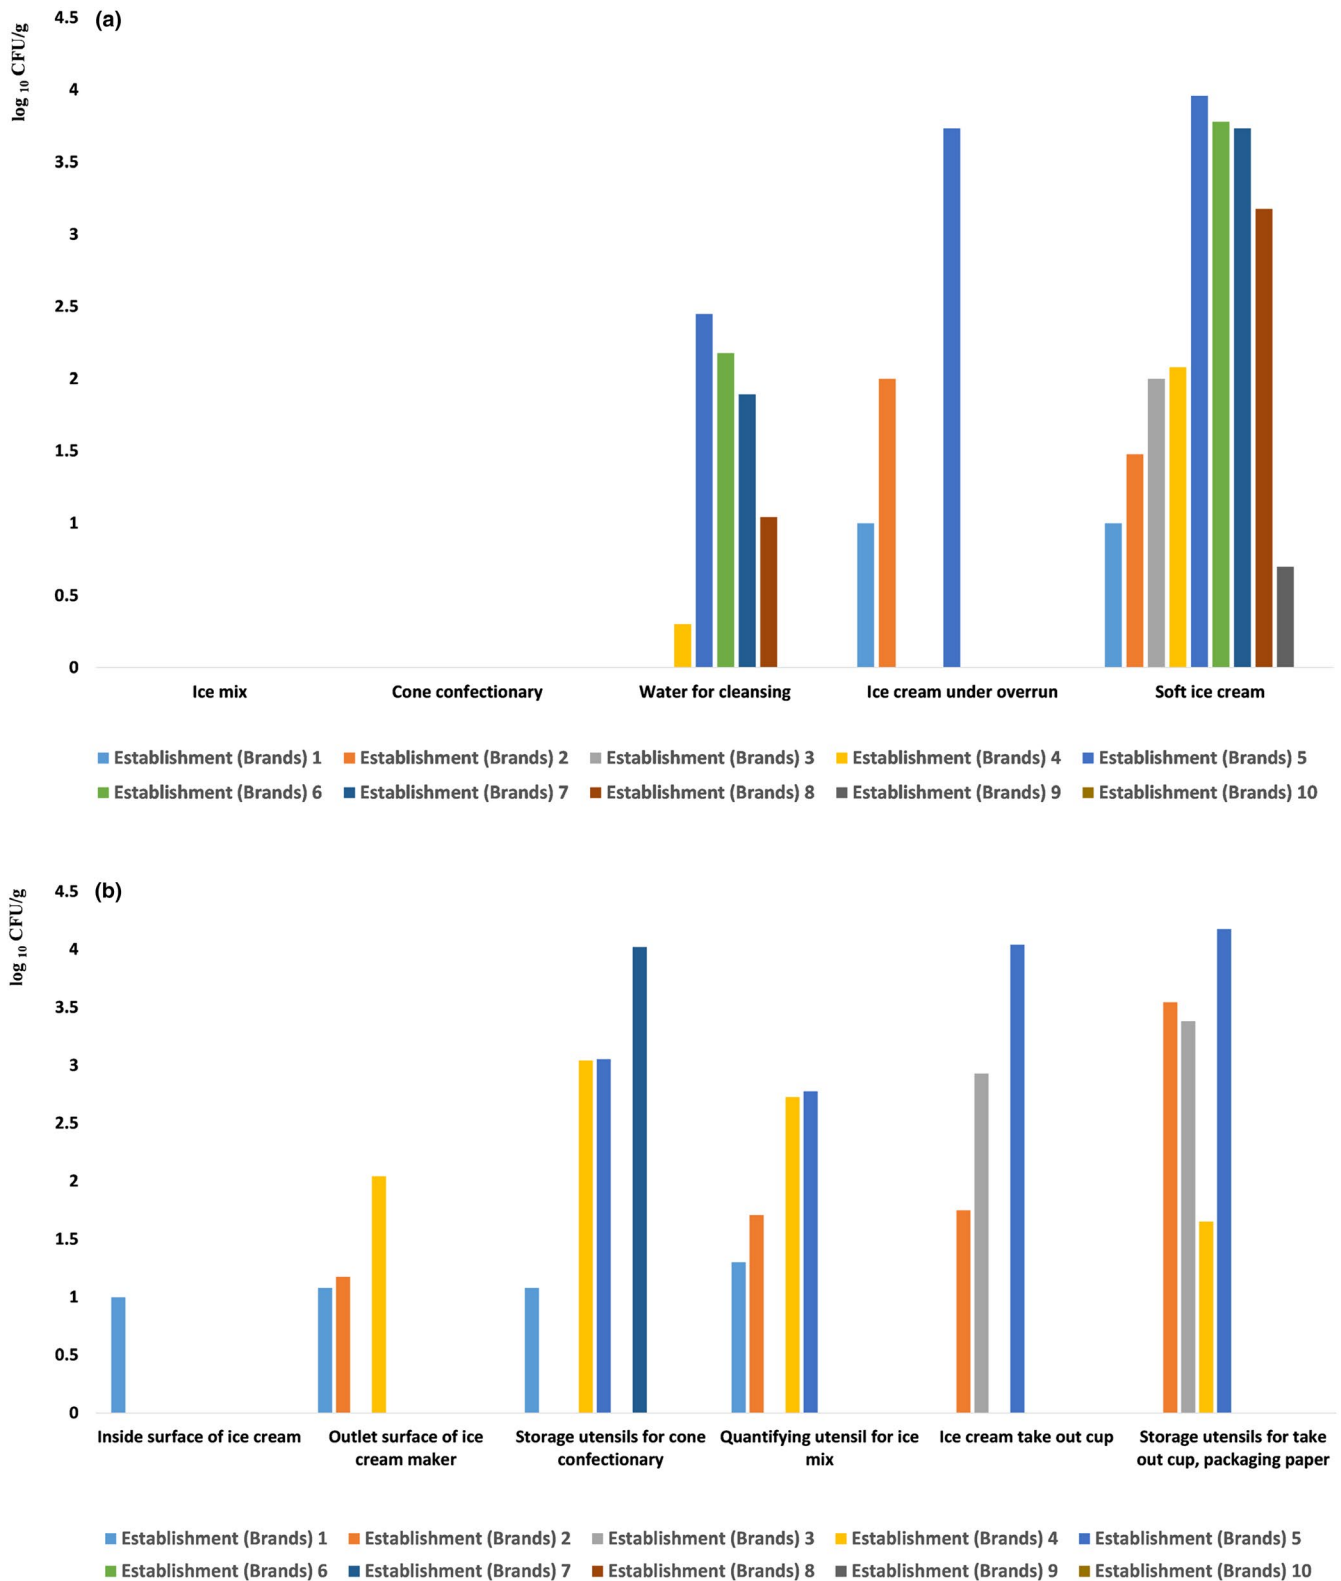 (a)
log 10 CFU/g
4.5
4
3.5
3
2.5
2
1.5
1
0.5
0
Ice mix
Cone confectionary
Water for cleansing
Ice cream under overrun
Soft ice cream
Establishment (Brands) 1
Establishment (Brands) 2
Establishment (Brands) 3
Establishment (Brands) 4
Establishment (Brands) 5
Establishment (Brands) 6
Establishment (Brands) 7
Establishment (Brands) 8
Establishment (Brands) 9
Establishment (Brands) 10
(b)
log 10 CFU/g
4.5
4
3.5
3
2.5
2
1.5
1
0.5
0
Inside surface of ice cream
Outlet surface of ice
cream maker
Storage utensils for cone
confectionary
Quantifying utensil for ice
mix
Ice cream take out cup
Storage utensils for take
out cup, packaging paper
Establishment (Brands) 1
Establishment (Brands) 2
Establishment (Brands) 3
Establishment (Brands) 4
Establishment (Brands) 5
Establishment (Brands) 6
Establishment (Brands) 7
Establishment (Brands) 8
Establishment (Brands) 9
Establishment (Brands) 10